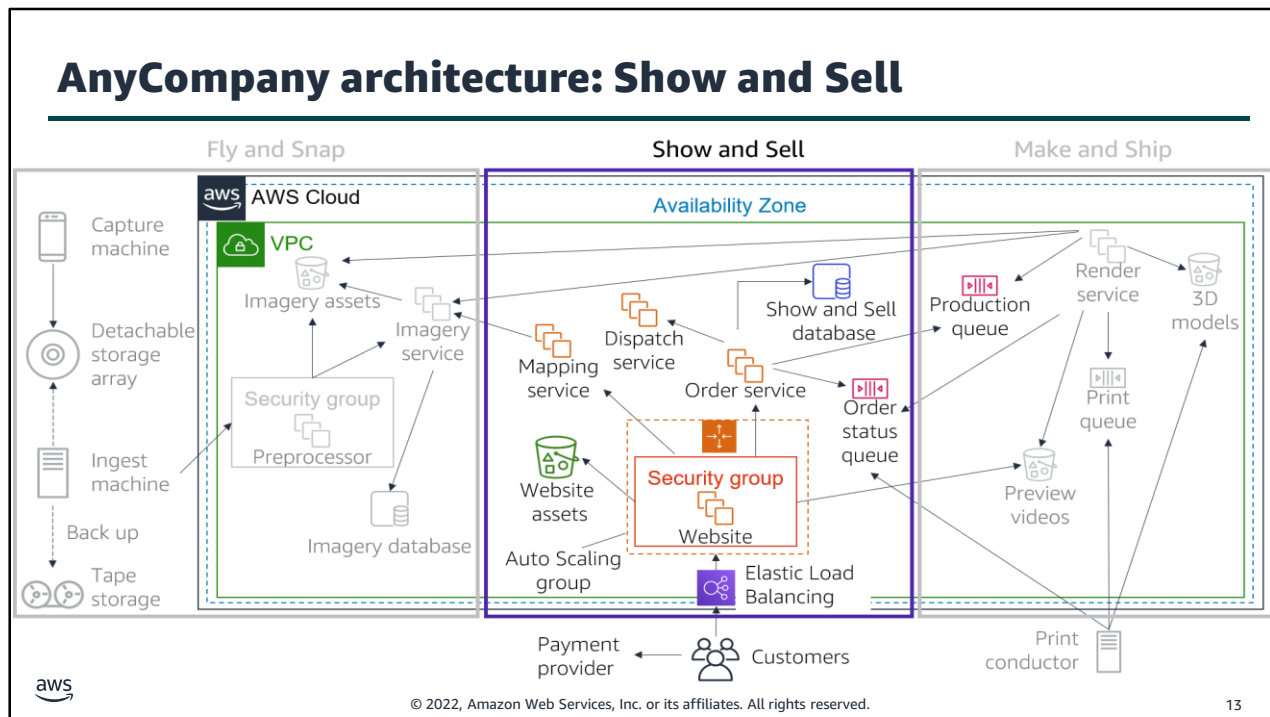 AnyCompany architecture: Show and Sell
Fly and Snap
Show and Sell
Make and Ship
aws
AWS Cloud
Availability Zone
VPC
Capture
machine
Detachable
storage
array
Ingest
machine
Back up
Tape
storage
Imagery assets
Imagery
service
Security group
Preprocessor
Imagery database
Mapping
service
Dispatch
service
Show and Sell
database
Order service
Order
status
queue
Website
assets
Security group
Website
Auto Scaling
group
Elastic Load
Balancing
Payment
provider
Customers
Production
queue
Render
service
3D
models
Print
queue
Preview
videos
Print
conductor
aws
© 2022, Amazon Web Services, Inc. or its affiliates. All rights reserved.
13